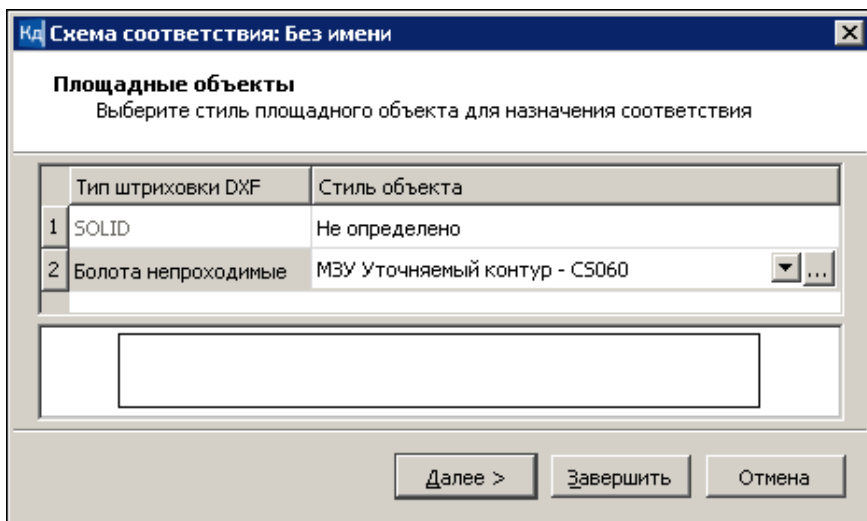 Кд Схема соответствия: Без имени
Площадные объекты
Выберите стиль площадного объекта для назначения соответствия
Тип штриховки DXF Стиль объекта
1 SOLID Не определено
2 Болота непроходимые МЗУ Уточняемый контур - CS060 ...
Далее > Завершить Отмена